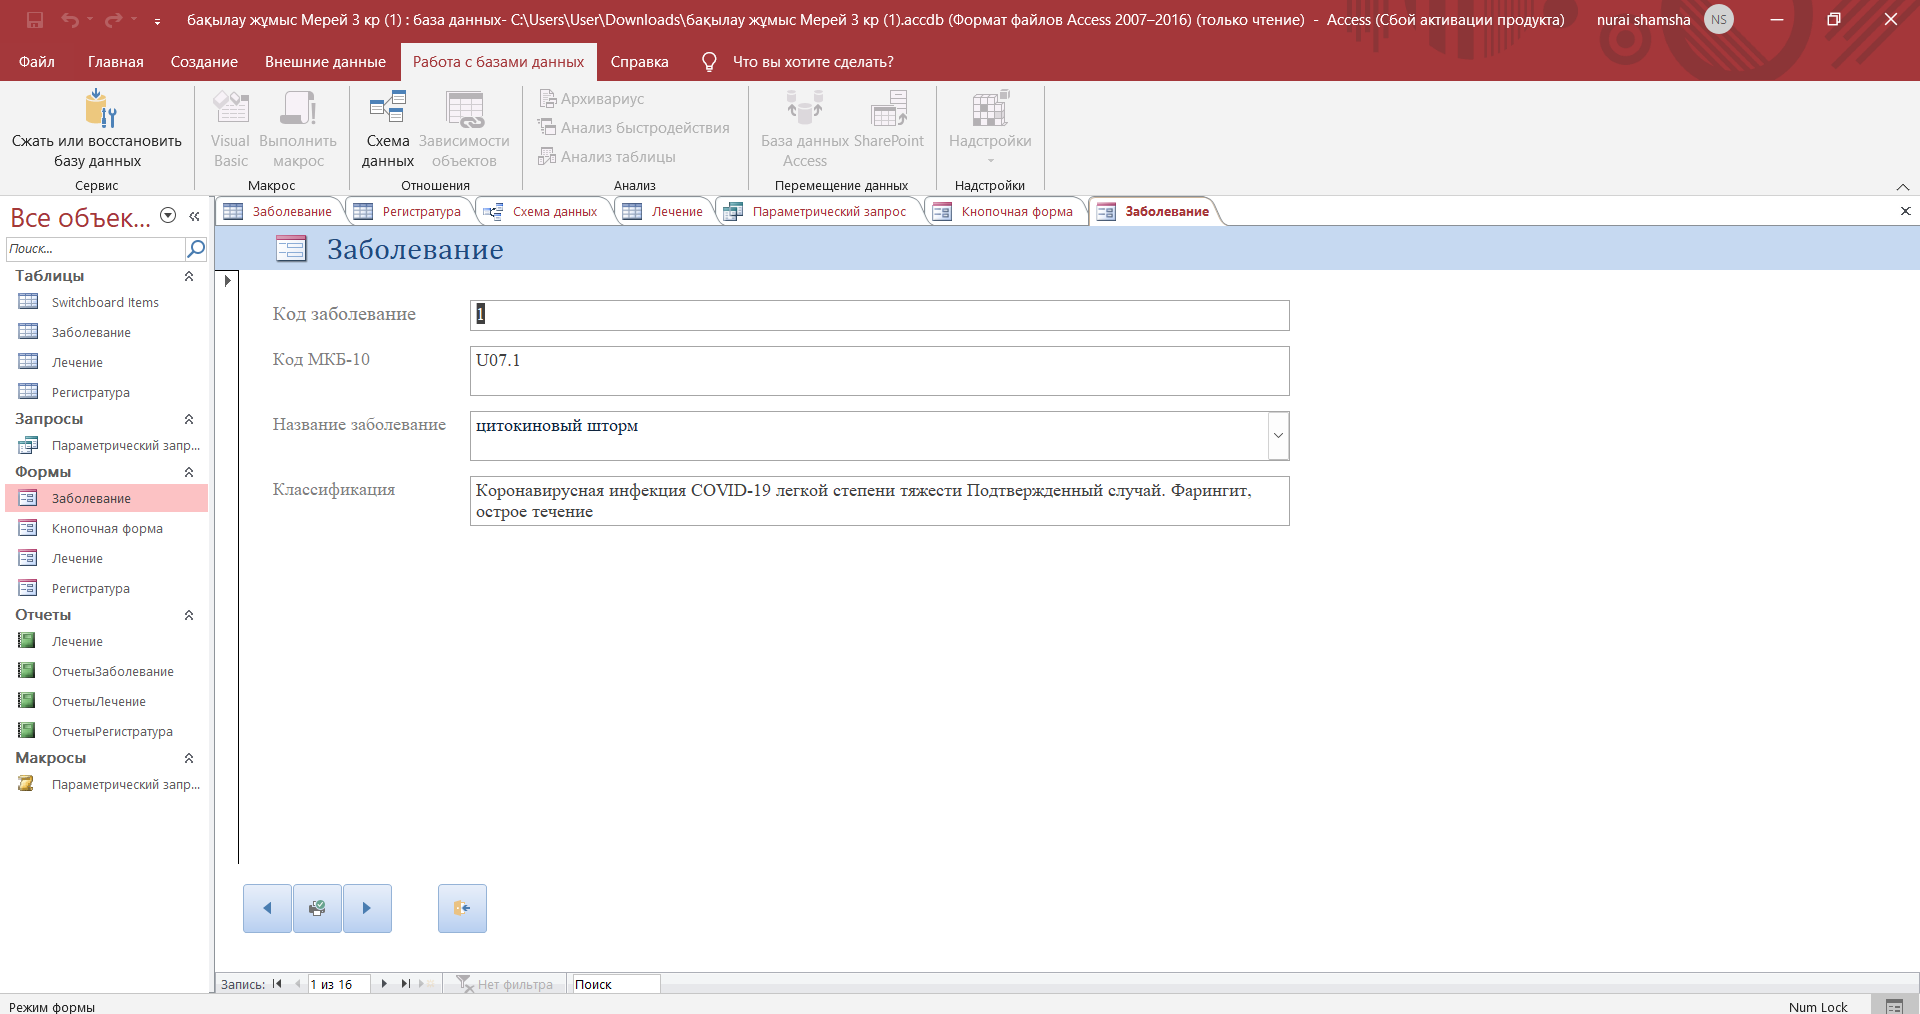 бақылау жұмыс Мерей 3 кр (1) : база данных- C:\Users\User\Downloads\бақылау жұмыс Мерей 3 кр (1).accdb (Формат файлов Access 2007–2016) (только чтение) - Access (Сбой активации продукта)
nurai shamsha
NS
Файл
Главная
Создание
Внешние данные
Работа с базами данных
Справка
Что вы хотите сделать?
Сжать или восстановить
базу данных
Visual
Basic
Выполнить
макрос
Схема
данных
Зависимости
объектов
Архивариус
Анализ быстродействия
Анализ таблицы
База данных
Access
SharePoint
Надстройки
Сервис
Макрос
Отношения
Анализ
Перемещение данных
Надстройки
Все объек...
Поиск...
Таблицы
Switchboard Items
Заболевание
Лечение
Регистратура
Запросы
Параметрический запр...
Формы
Заболевание
Кнопочная форма
Лечение
Регистратура
Отчеты
Лечение
ОтчетыЗаболевание
ОтчетыЛечение
ОтчетыРегистратура
Макросы
Параметрический запр...
Заболевание
Регистратура
Схема данных
Лечение
Параметрический запрос
Кнопочная форма
Заболевание
Заболевание
Код заболевание
1
Код МКБ-10
U07.1
Название заболевание
цитокиновый шторм
Классификация
Коронавирусная инфекция COVID-19 легкой степени тяжести Подтвержденный случай. Фарингит,
острое течение
Запись:
1 из 16
Нет фильтра
Поиск
Режим формы
Num Lock